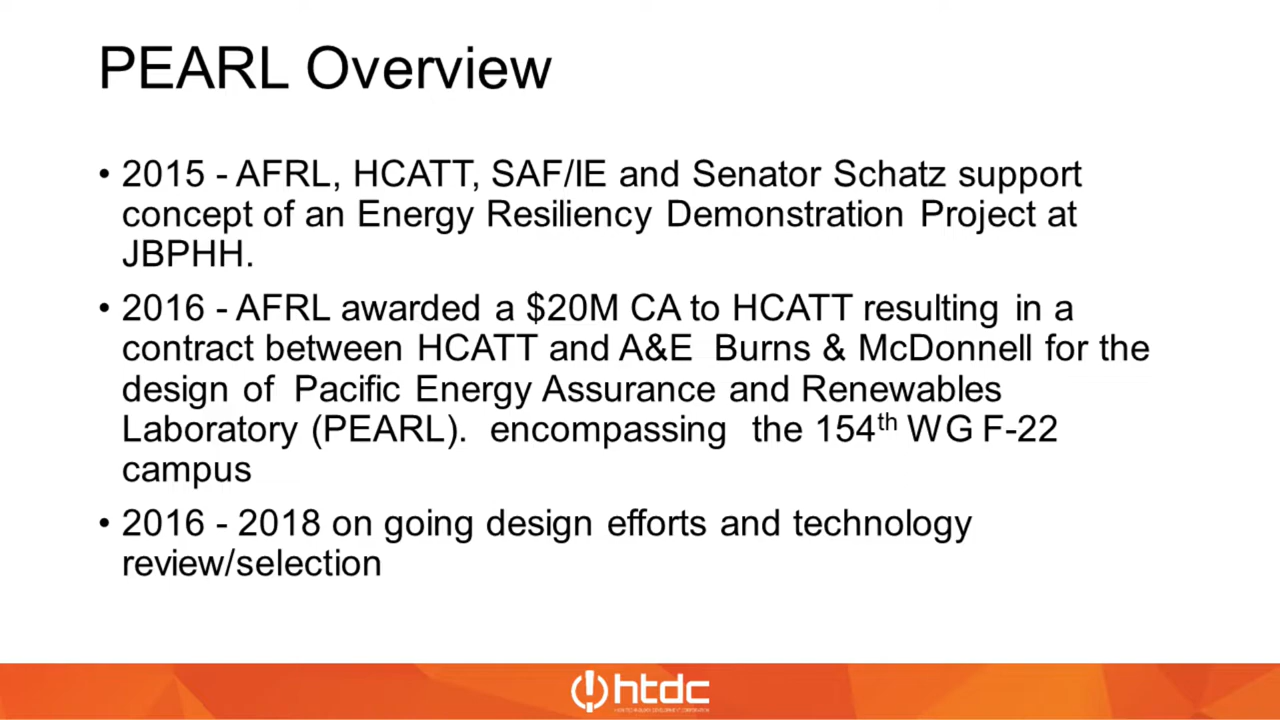 PEARL Overview
• 2015 - AFRL, HCATT, SAF/IE and Senator Schatz support
concept of an Energy Resiliency Demonstration Project at
JBPHH.
• 2016 - AFRL awarded a $20M CA to HCATT resulting in a
contract between HCATT and A&E Burns & McDonnell for the
design of Pacific Energy Assurance and Renewables
Laboratory (PEARL). encompassing the 154th WG F-22
campus
• 2016 - 2018 on going design efforts and technology
review/selection
htdc